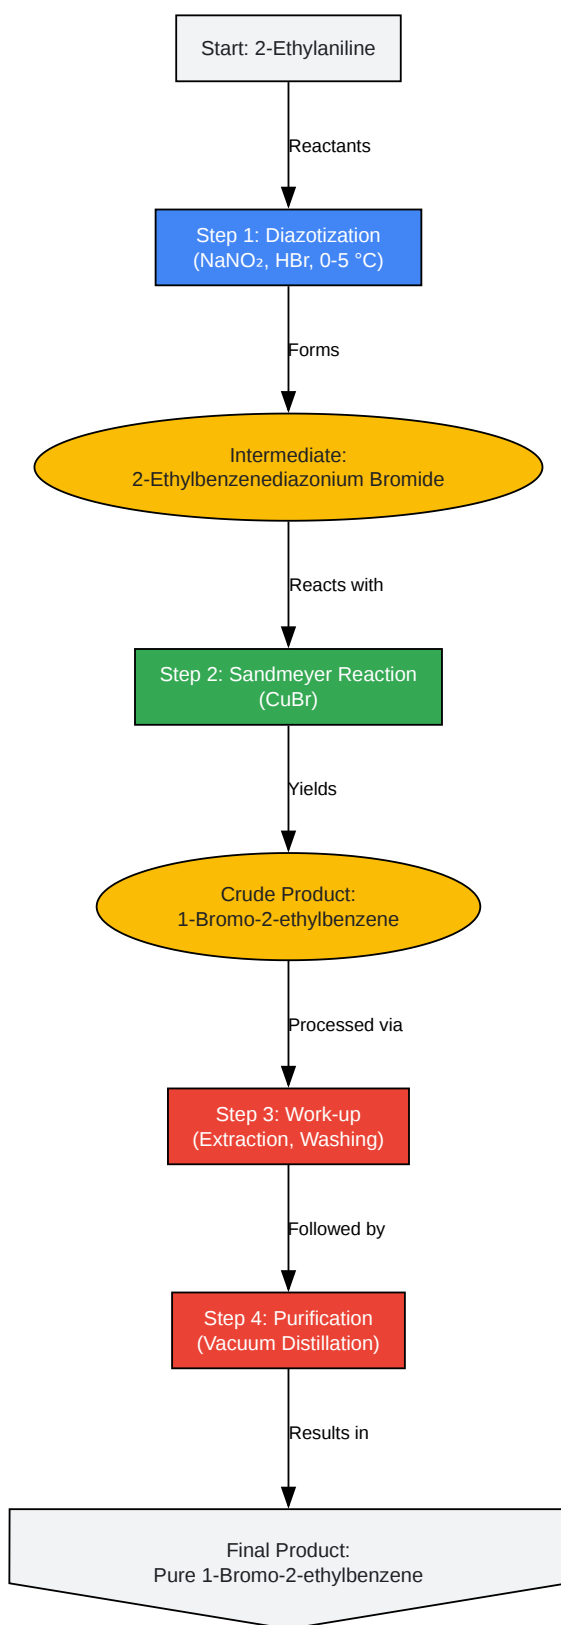 Start: 2-Ethylaniline
Reactants
Step 1: Diazotization
(NaNO₂, HBr, 0-5 °C)
Forms
Intermediate:
2-Ethylbenzenediazonium Bromide
Reacts with
Step 2: Sandmeyer Reaction
(CuBr)
Yields
Crude Product:
1-Bromo-2-ethylbenzene
Processed via
Step 3: Work-up
(Extraction, Washing)
Followed by
Step 4: Purification
(Vacuum Distillation)
Results in
Final Product:
Pure 1-Bromo-2-ethylbenzene